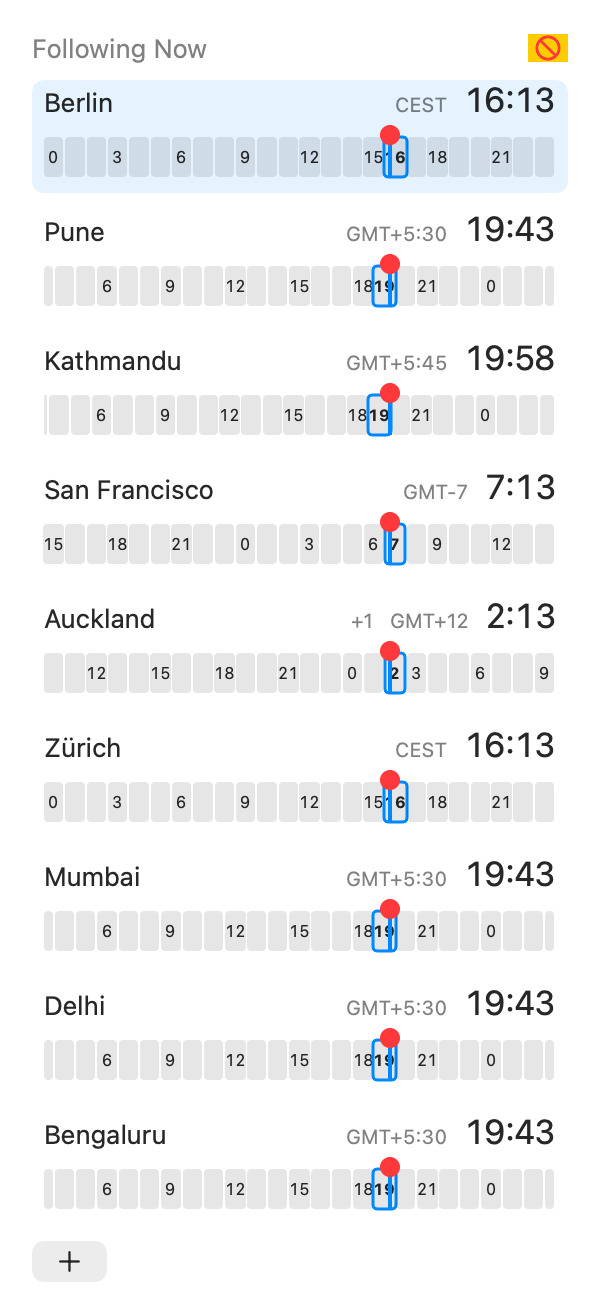 Following Now
Berlin CEST 16:13
0 3 6 9 12 15 16 18 21
Pune GMT+5:30 19:43
6 9 12 15 18 19 21 0
Kathmandu GMT+5:45 19:58
6 9 12 15 18 19 21 0
San Francisco GMT-7 7:13
15 18 21 0 3 6 7 9 12
Auckland +1 GMT+12 2:13
12 15 18 21 0 2 3 6 9
Zürich CEST 16:13
0 3 6 9 12 15 16 18 21
Mumbai GMT+5:30 19:43
6 9 12 15 18 19 21 0
Delhi GMT+5:30 19:43
6 9 12 15 18 19 21 0
Bengaluru GMT+5:30 19:43
6 9 12 15 18 19 21 0
+